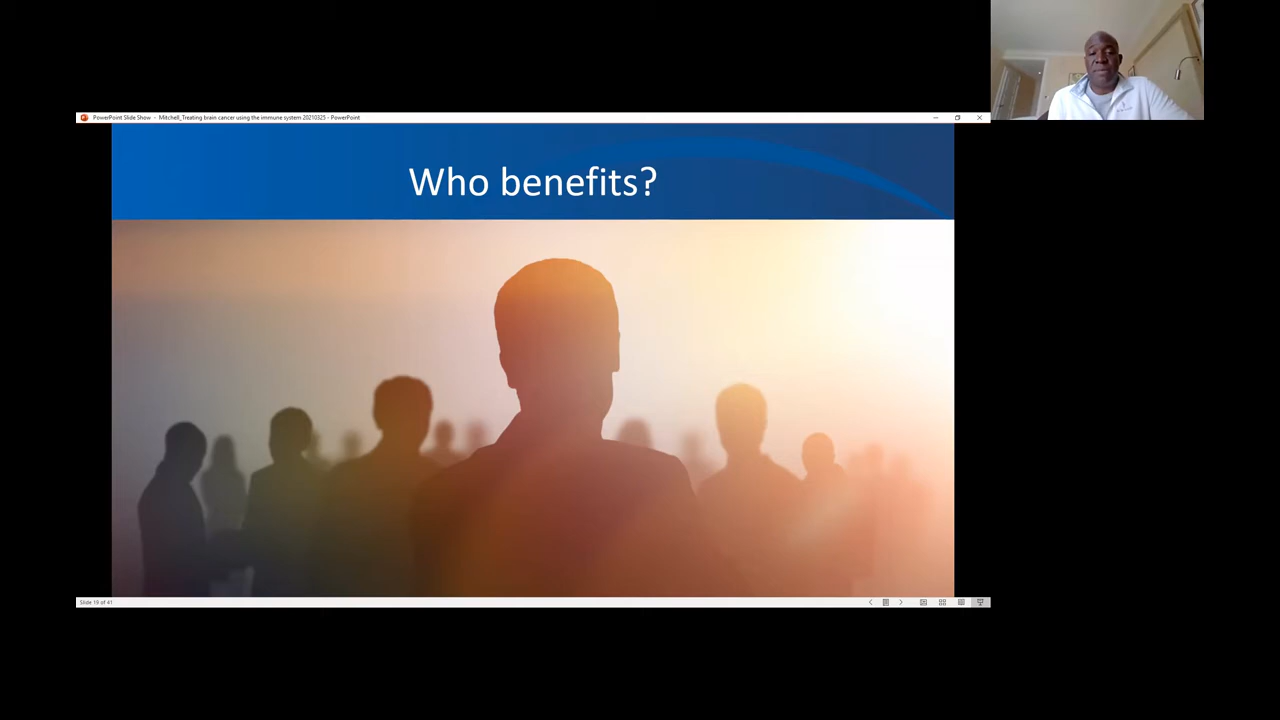 PowerPoint Slide Show - Mitchell_Treating brain cancer using the immune system 20210325 - PowerPoint
Who benefits?
Slide 19 of 41